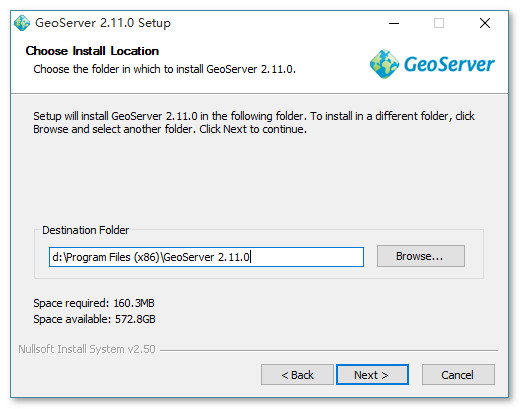 GeoServer 2.11.0 Setup
Choose Install Location
Choose the folder in which to install GeoServer 2.11.0.
GeoServer
Setup will install GeoServer 2.11.0 in the following folder. To install in a different folder, click
Browse and select another folder. Click Next to continue.
Destination Folder
d:\Program Files (x86)\GeoServer 2.11.0
Browse...
Space required: 160.3MB
Space available: 572.8GB
Nullsoft Install System v2.50
< Back
Next >
Cancel